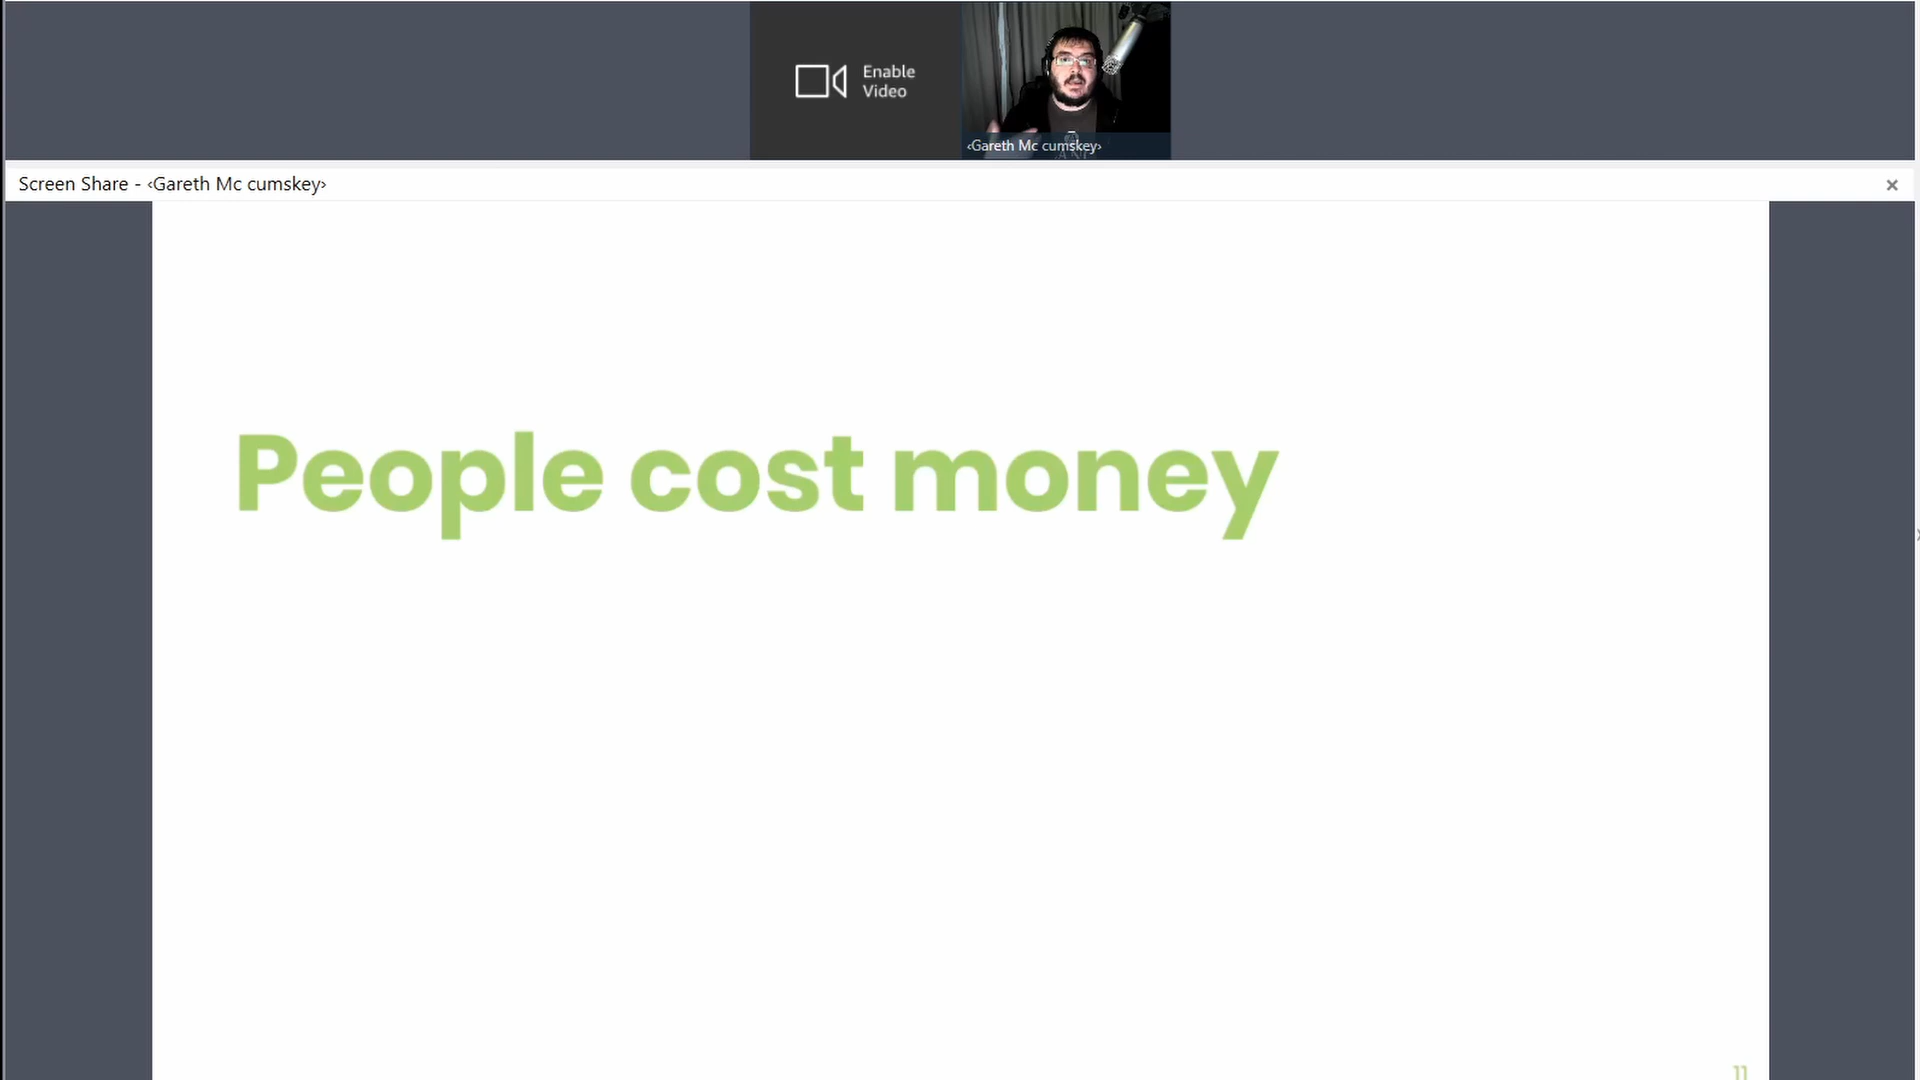 Enable
Video
‹Gareth Mc cumskey›
Screen Share - ‹Gareth Mc cumskey›
People cost money
11